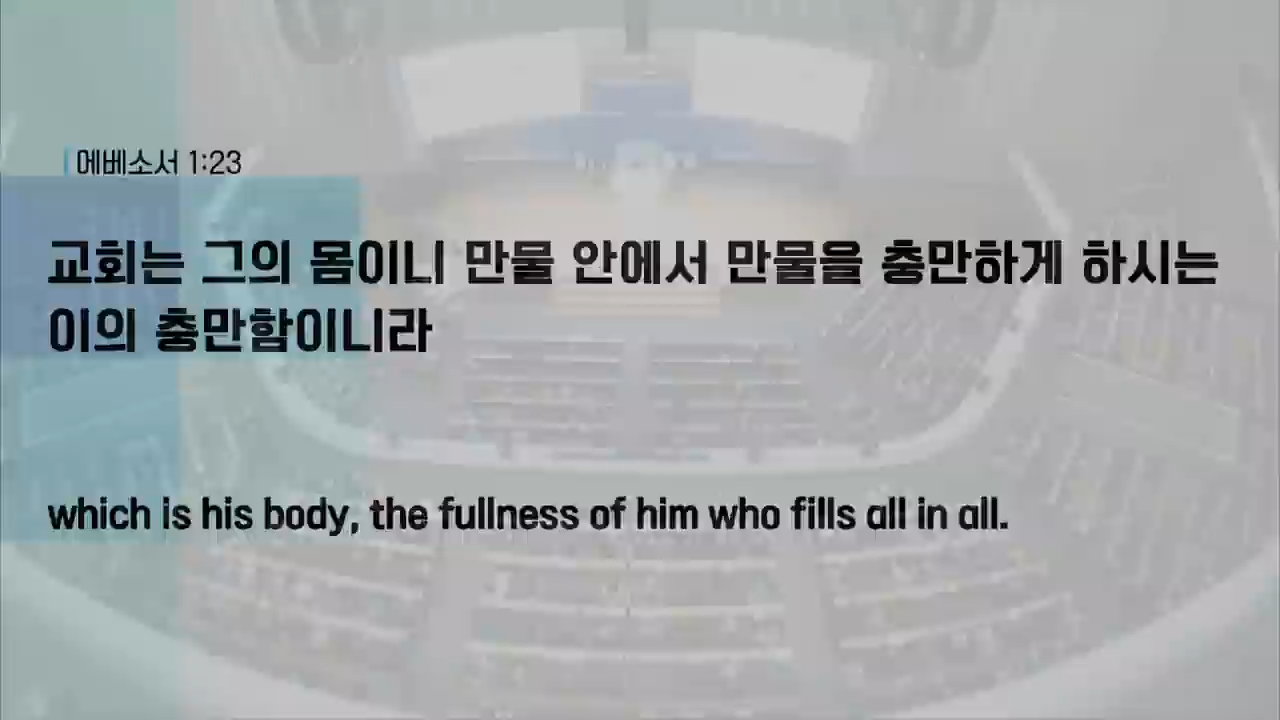 에베소서 1:23
교회는 그의 몸이니 만물 안에서 만물을 충만하게 하시는
이의 충만함이니라
which is his body, the fullness of him who fills all in all.